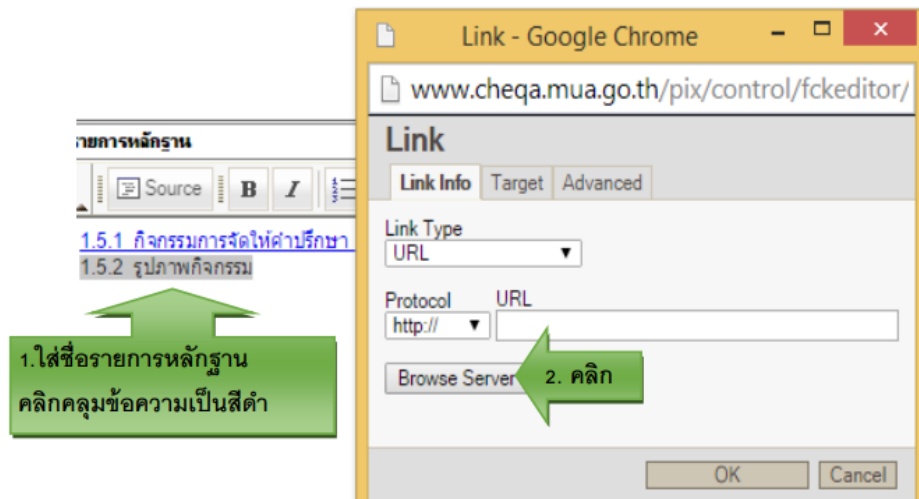 Link - Google Chrome
www.cheqa.mua.go.th/pix/control/fckeditor/
Link
Link Info Target Advanced
Link Type
URL
Protocol URL
http://
Browse Server
OK Cancel
รายการหลักฐาน
Source B I
1.5.1 กิจกรรมการจัดให้คำปรึกษา
1.5.2 รูปภาพกิจกรรม
1.ใส่ชื่อรายการหลักฐาน
คลิกคลุมข้อความเป็นสีดำ
2. คลิก